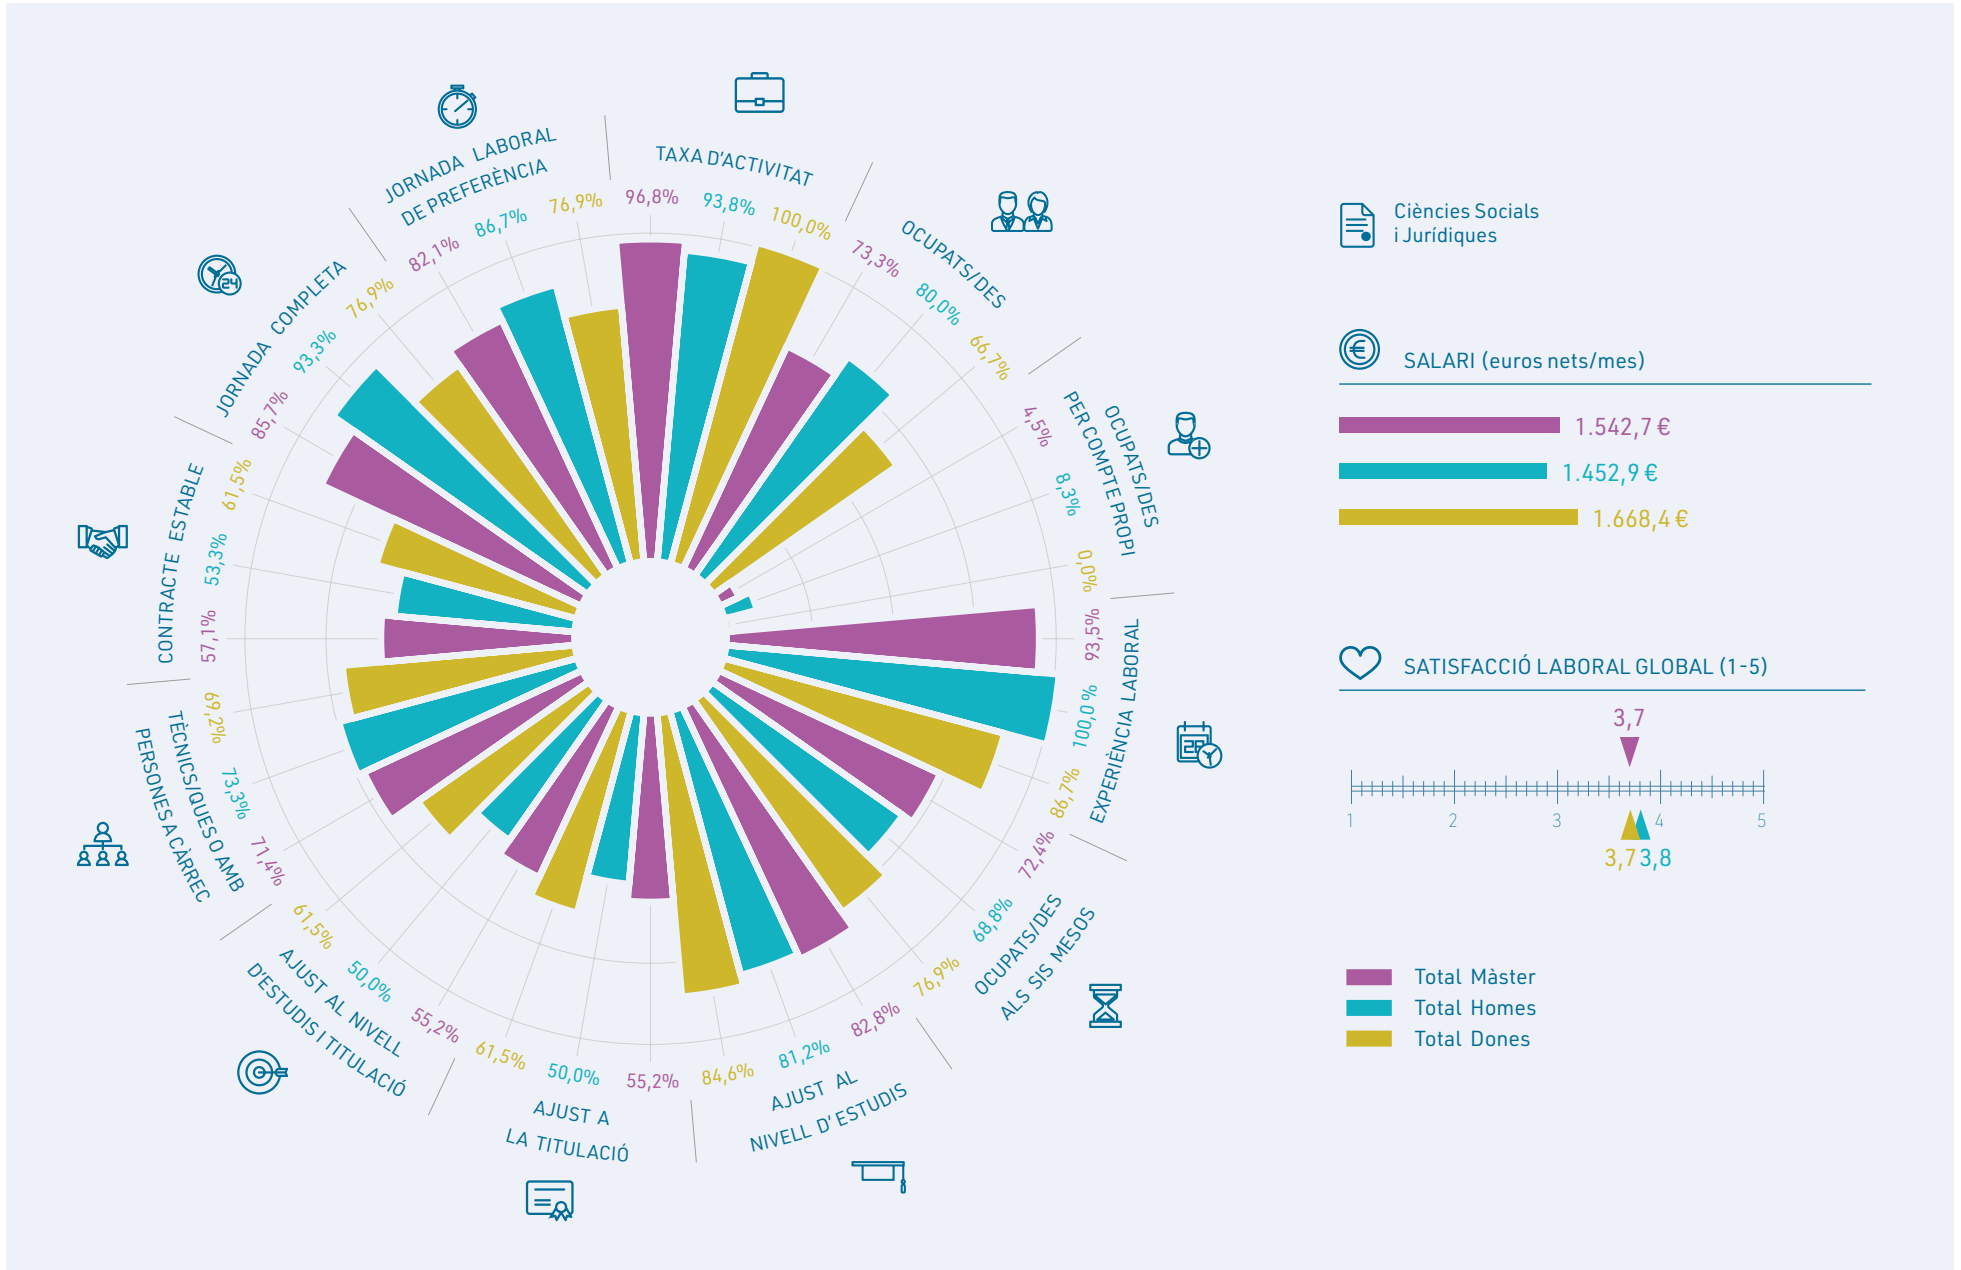 TAXA D'ACTIVITAT
96,8%
93,8%
100,0%
OCUPATS/DES
73,3%
80,0%
66,7%
OCUPATS/DES
PER COMPTE PROPI
4,5%
8,3%
0,0%
EXPERIÈNCIA LABORAL
93,5%
100,0%
86,7%
OCUPATS/DES
ALS SIS MESOS
72,4%
68,8%
76,9%
AJUST AL
NIVELL D'ESTUDIS
82,8%
81,2%
84,6%
AJUST A
LA TITULACIÓ
55,2%
50,0%
61,5%
AJUST AL NIVELL
D'ESTUDIS I TITULACIÓ
55,2%
50,0%
61,5%
TÈCNICS/QUES O AMB
PERSONES A CÀRREC
71,4%
73,3%
69,2%
CONTRACTE ESTABLE
57,1%
53,3%
61,5%
JORNADA COMPLETA
85,7%
93,3%
76,9%
24
JORNADA LABORAL
DE PREFERÈNCIA
82,1%
86,7%
76,9%
Ciències Socials
i Jurídiques
€
SALARI (euros nets/mes)
1.542,7 €
1.452,9 €
1.668,4 €
SATISFACCIÓ LABORAL GLOBAL (1-5)
3,7
1 2 3 4 5
3,7 3,8
Total Màster
Total Homes
Total Dones